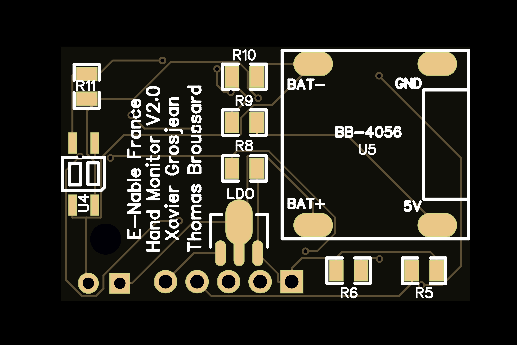 R10
R11
BAT-
GND
R9
BB-4056
U5
R8
E-Nable France
Hand Monitor V2.0
Xavier Grosjean
Thomas Broussard
LDO
U4
BAT+
5V
R6
R5